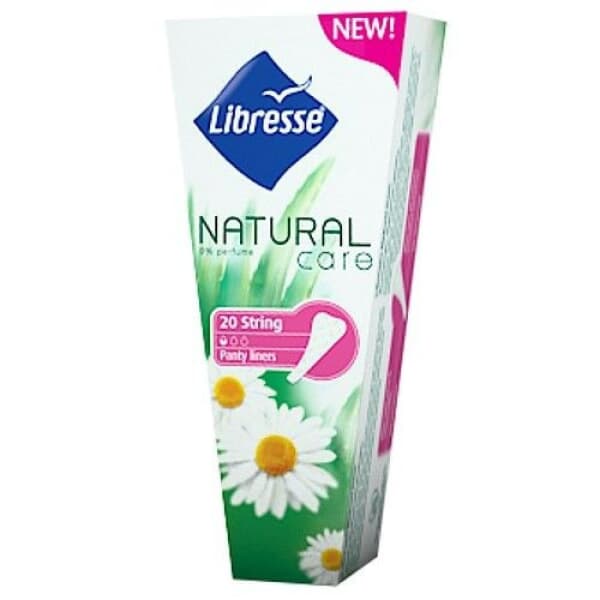 NEW!
Libresse
NATURAL
0% perfume
care
20 String
Panty liners